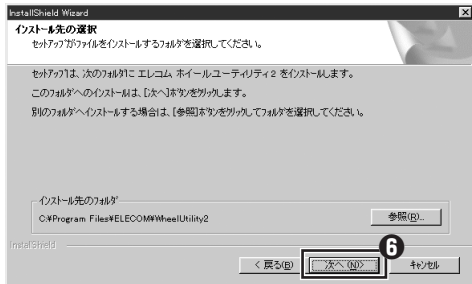 InstallShield Wizard
インストール先の選択
セットアップがファイルをインストールするフォルダを選択してください。
セットアップは、次のフォルダに エレコム ホイールユーティリティ2 をインストールします。
このフォルダへのインストールは、[次へ]ボタンをクリックします。
別のフォルダへインストールする場合は、[参照]ボタンをクリックしてフォルダを選択してください。
インストール先のフォルダ
C:¥Program Files¥ELECOM¥WheelUtility2
参照(R)...
InstallShield
< 戻る(B)
次へ (N)>
キャンセル
6